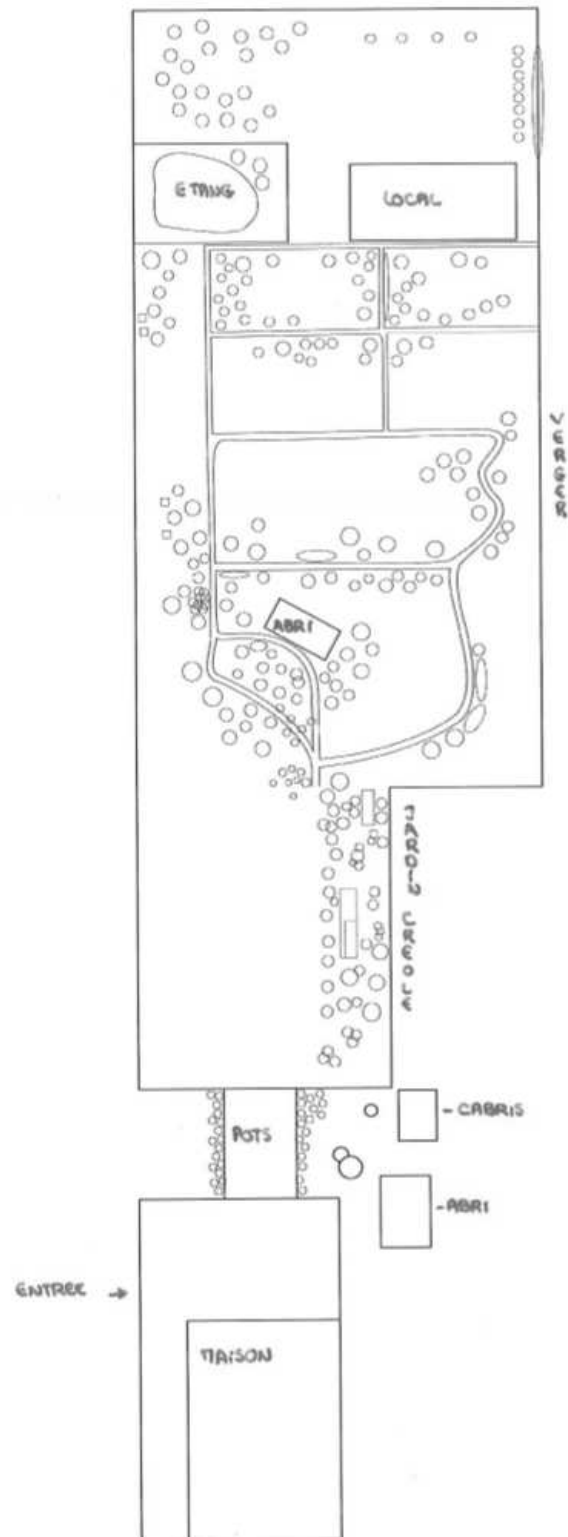 ETANG
LOCAL
VERGER
ABRI
JARDIN CREOLE
POTS
- CABRIS
- ABRI
ENTREE →
MAISON